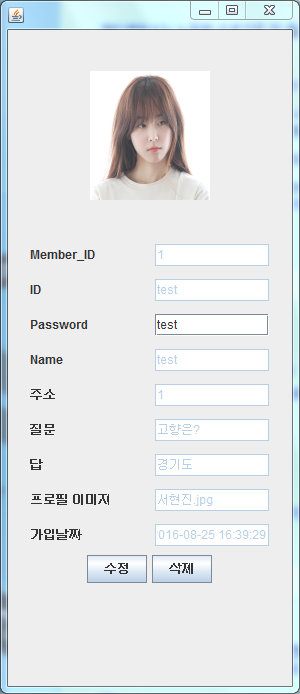 Member_ID 1
ID test
Password test
Name test
주소 1
질문 고향은?
답 경기도
프로필 이미지 서현진.jpg
가입날짜 016-08-25 16:39:29
수정 삭제